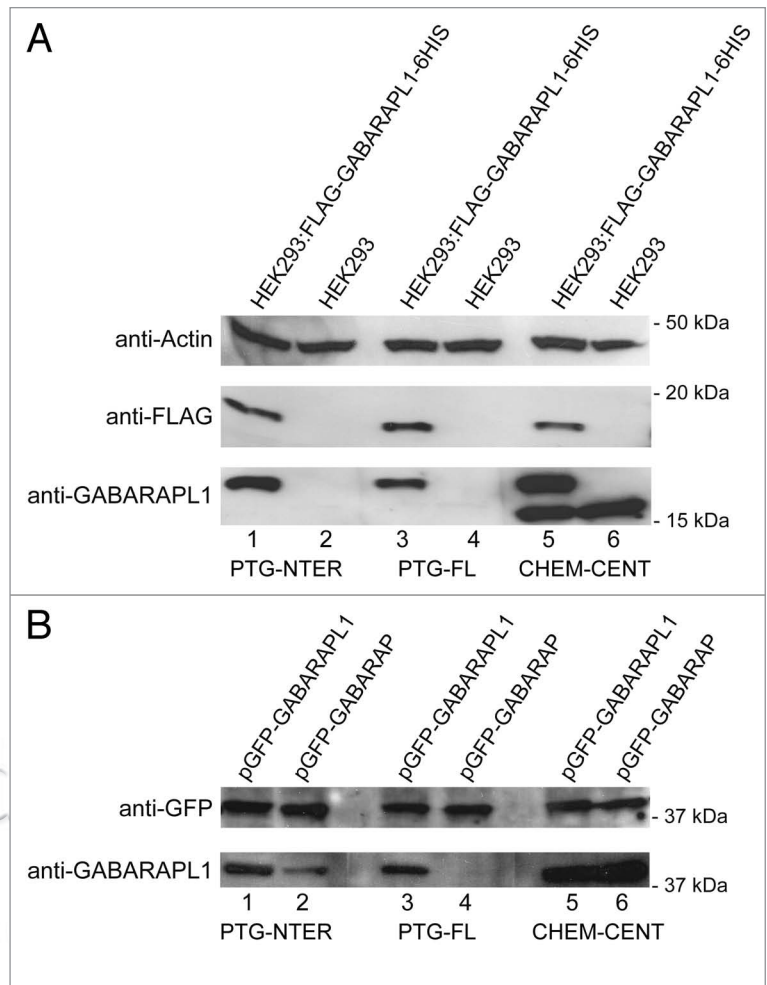 A
HEK293:FLAG-GABARAPL1-6HIS
HEK293
HEK293:FLAG-GABARAPL1-6HIS
HEK293
HEK293:FLAG-GABARAPL1-6HIS
HEK293
anti-Actin
- 50 kDa
anti-FLAG
- 20 kDa
anti-GABARAPL1
- 15 kDa
1 2 3 4 5 6
PTG-NTER PTG-FL CHEM-CENT
B
pGFP-GABARAPL1
pGFP-GABARAP
pGFP-GABARAPL1
pGFP-GABARAP
pGFP-GABARAPL1
pGFP-GABARAP
anti-GFP
- 37 kDa
anti-GABARAPL1
- 37 kDa
1 2 3 4 5 6
PTG-NTER PTG-FL CHEM-CENT